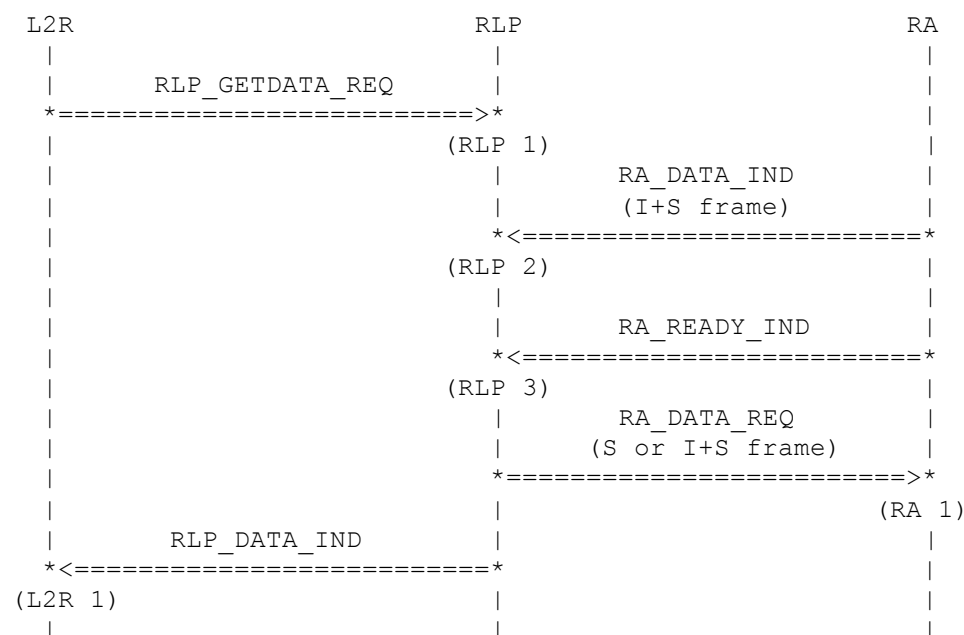 L2R RLP RA
| | |
| RLP_GETDATA_REQ | |
*==========================>* |
| (RLP 1) |
| | RA_DATA_IND |
| | (I+S frame) |
| *<=========================*
| (RLP 2) |
| | |
| | RA_READY_IND |
| *<=========================*
| (RLP 3) |
| | RA_DATA_REQ |
| | (S or I+S frame) |
| *=========================>*
| | (RA 1)
| RLP_DATA_IND | |
*<==========================* |
(L2R 1) | |
| | |